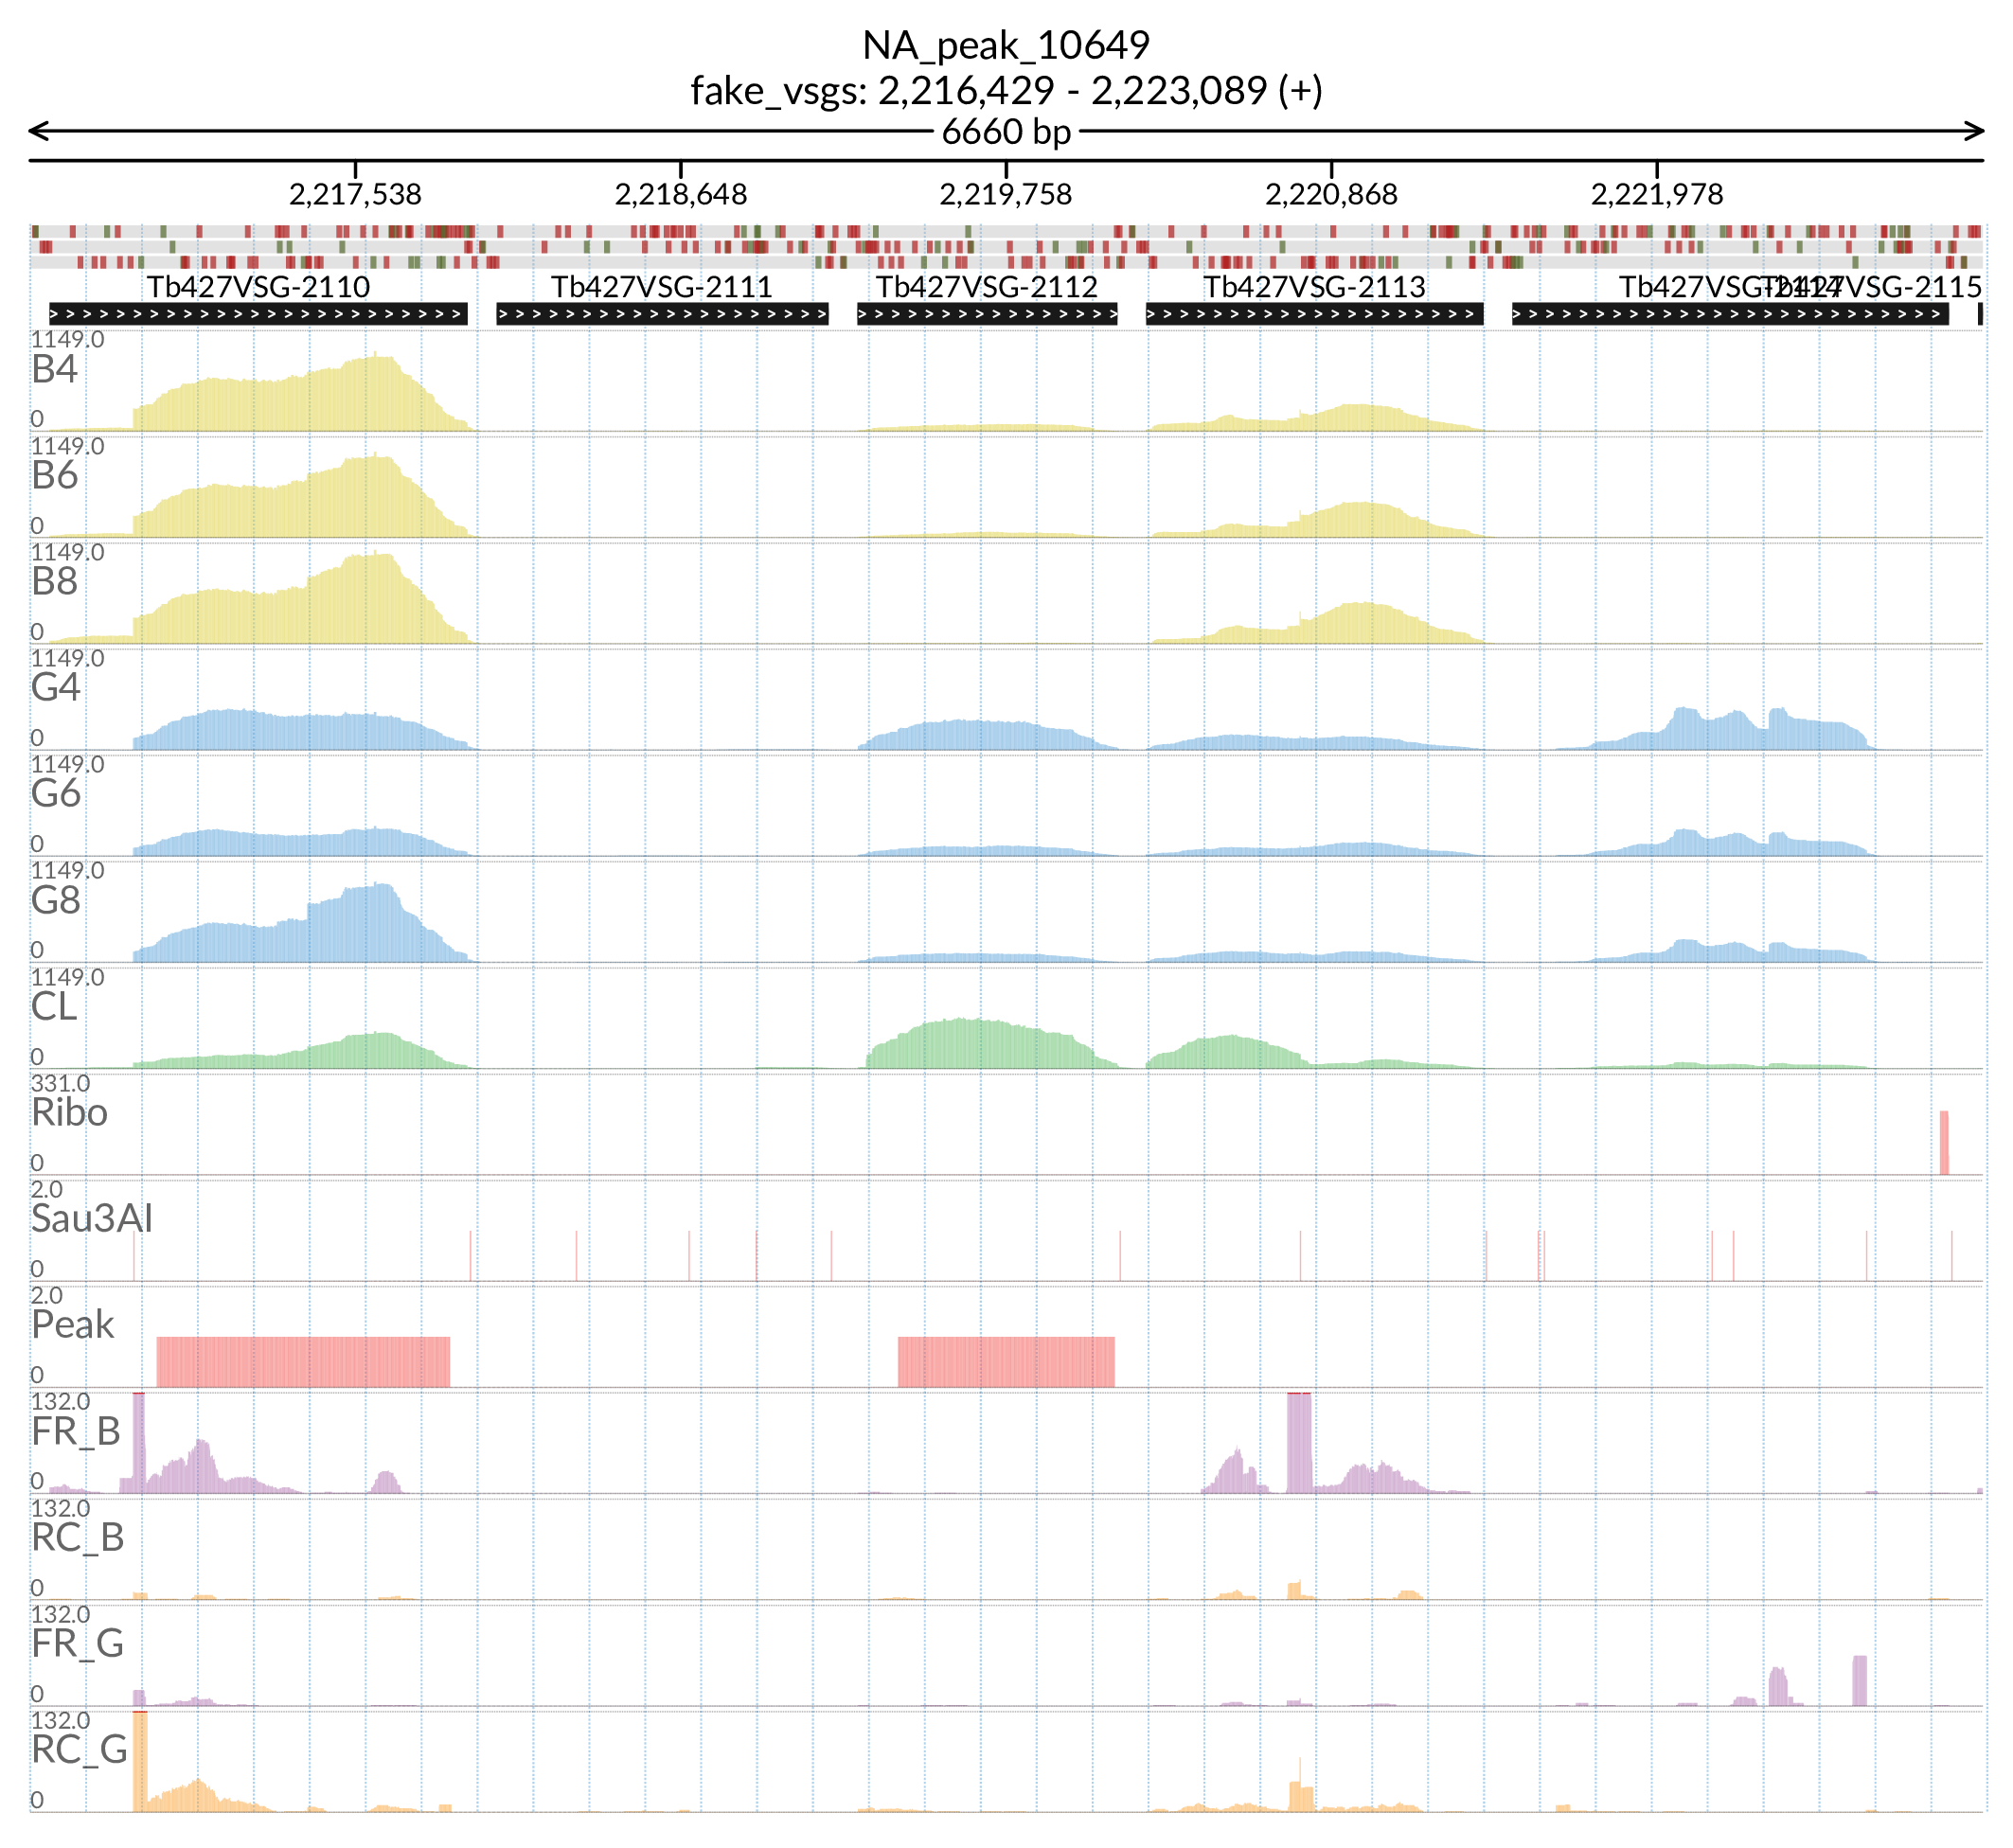 NA_peak_10649
fake_vsgs: 2,216,429 - 2,223,089 (+)
6660 bp
2,217,538 2,218,648 2,219,758 2,220,868 2,221,978
Tb427VSG-2110 Tb427VSG-2111 Tb427VSG-2112 Tb427VSG-2113 Tb427VSG-2114 Tb427VSG-2115
1149.0
B4
0
1149.0
B6
0
1149.0
B8
0
1149.0
G4
0
1149.0
G6
0
1149.0
G8
0
1149.0
CL
0
331.0
Ribo
0
2.0
Sau3AI
0
2.0
Peak
0
132.0
FR_B
0
132.0
RC_B
0
132.0
FR_G
0
132.0
RC_G
0